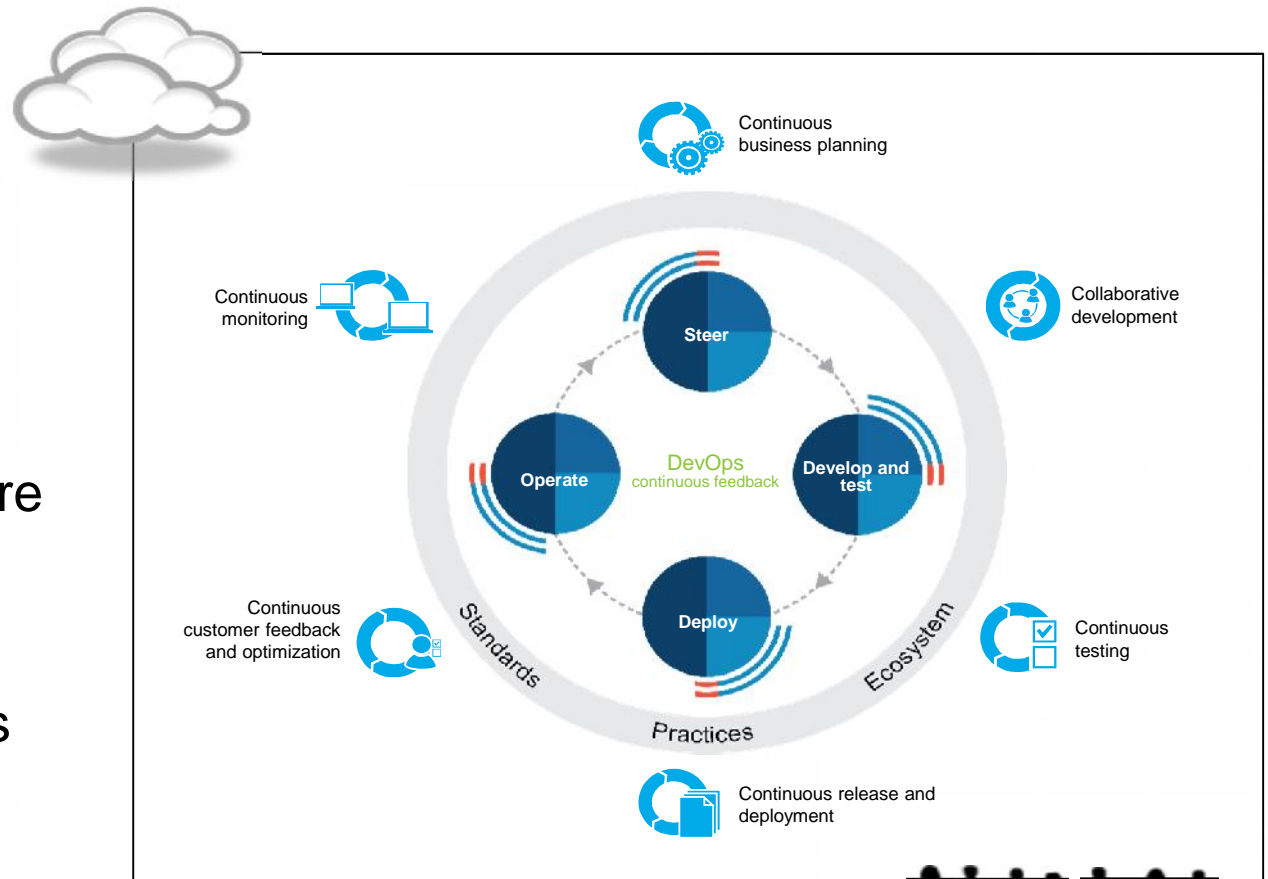 Continuous
business planning
Continuous
monitoring
Collaborative
development
Steer
Operate
DevOps
continuous feedback
Develop and
test
re
Deploy
Continuous
customer feedback
and optimization
Continuous
testing
s
Standards
Practices
Ecosystem
Continuous release and
deployment